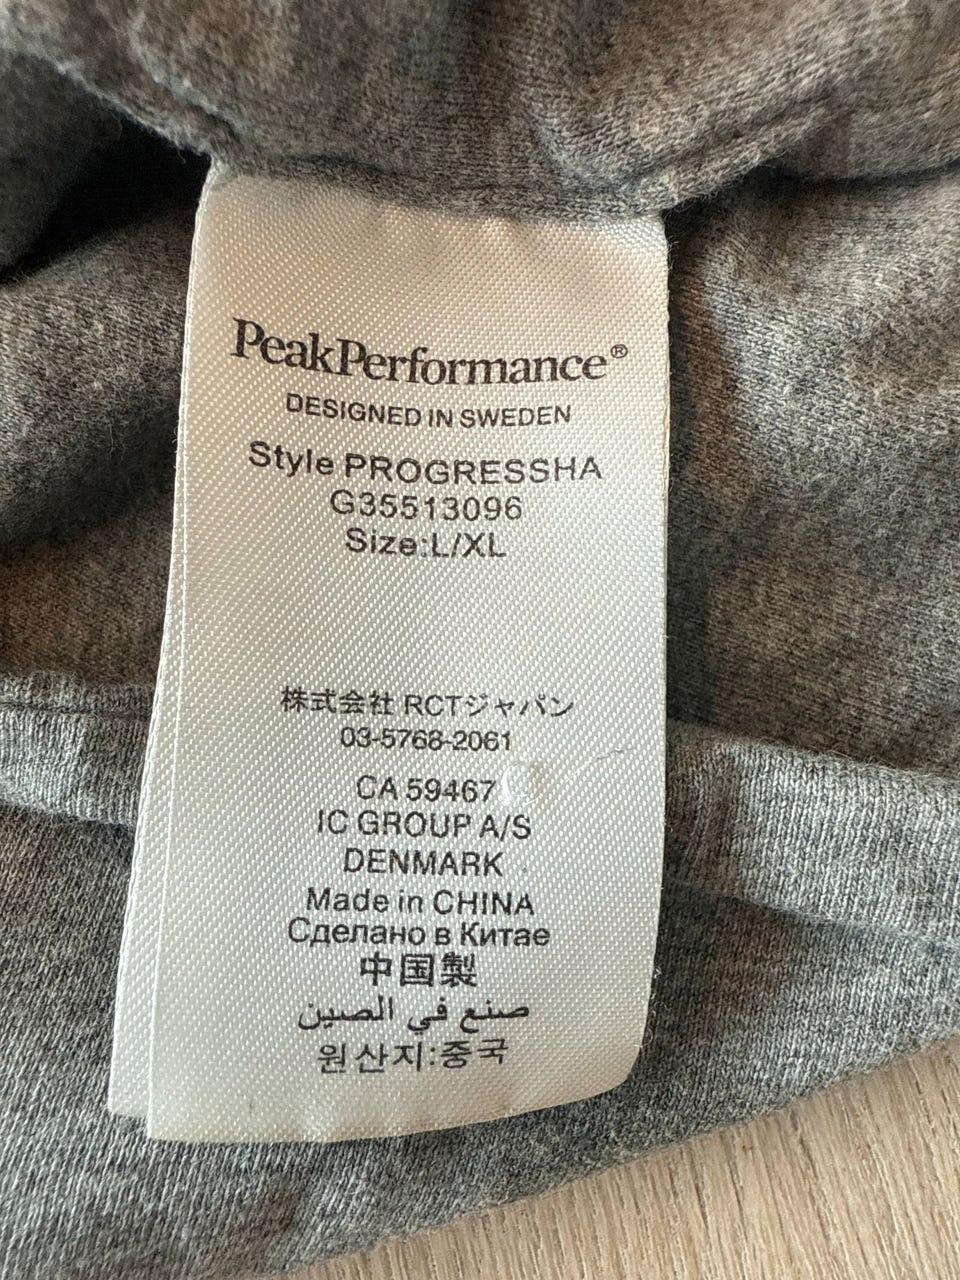 PeakPerformance®
DESIGNED IN SWEDEN
Style PROGRESSHA
G35513096
Size:L/XL
株式会社 RCTジャパン
03-5768-2061
CA 59467
IC GROUP A/S
DENMARK
Made in CHINA
Сделано в Китае
中国製
صنع في الصين
원산지:중국